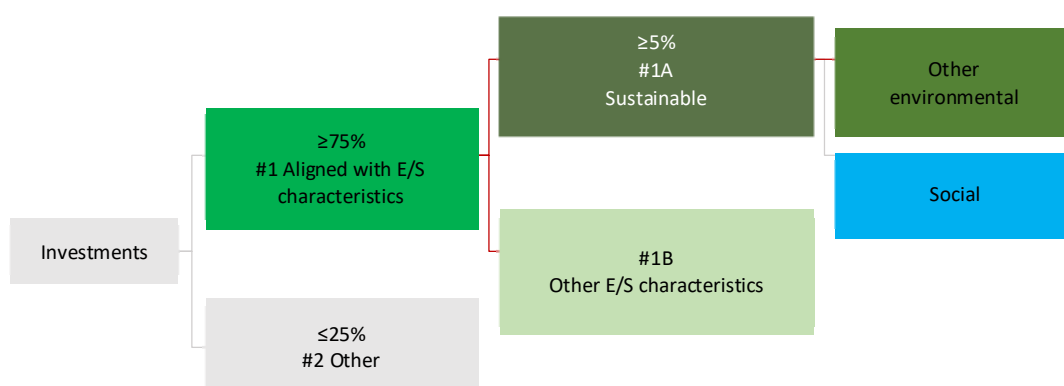 Investments
≥75%
#1 Aligned with E/S
characteristics
≤25%
#2 Other
≥5%
#1A
Sustainable
#1B
Other E/S characteristics
Other
environmental
Social